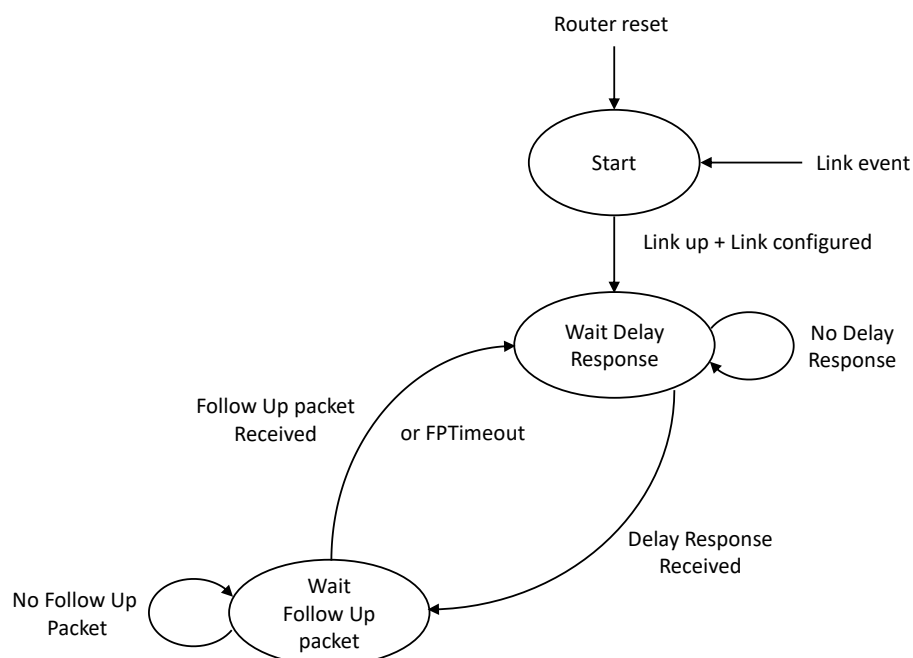 Router reset
Start
Link event
Link up + Link configured
Wait Delay
Response
No Delay
Response
Follow Up packet
Received
or FPTimeout
Delay Response
Received
No Follow Up
Packet
Wait
Follow Up
packet